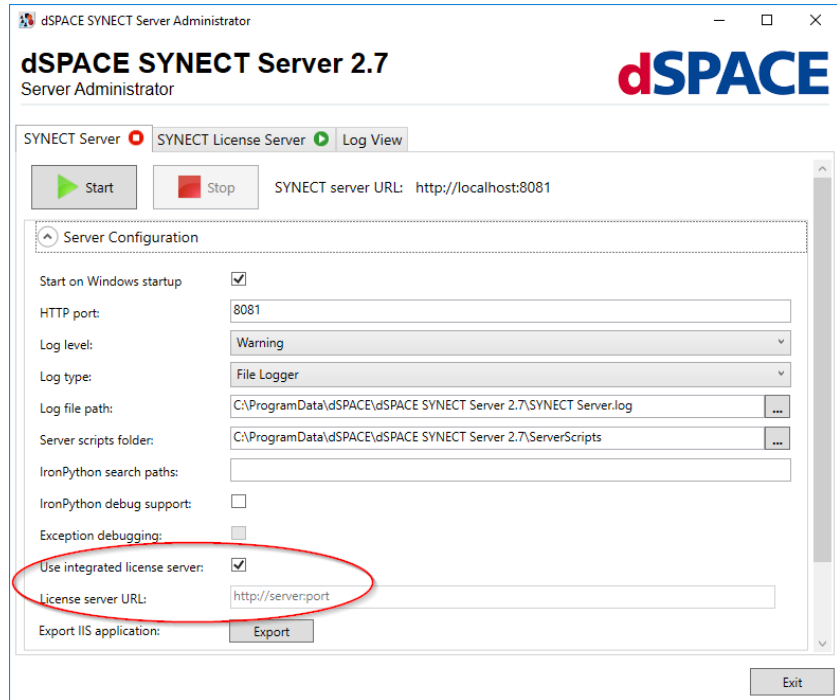 dSPACE SYNECT Server Administrator
dSPACE SYNECT Server 2.7
Server Administrator
dSPACE
SYNECT Server SYNECT License Server Log View
Start Stop SYNECT server URL: http://localhost:8081
Server Configuration
Start on Windows startup
HTTP port: 8081
Log level: Warning
Log type: File Logger
Log file path: C:\ProgramData\dSPACE\dSPACE SYNECT Server 2.7\SYNECT Server.log ...
Server scripts folder: C:\ProgramData\dSPACE\dSPACE SYNECT Server 2.7\ServerScripts ...
IronPython search paths:
IronPython debug support:
Exception debugging:
Use integrated license server:
License server URL: http://server:port
Export IIS application: Export
Exit